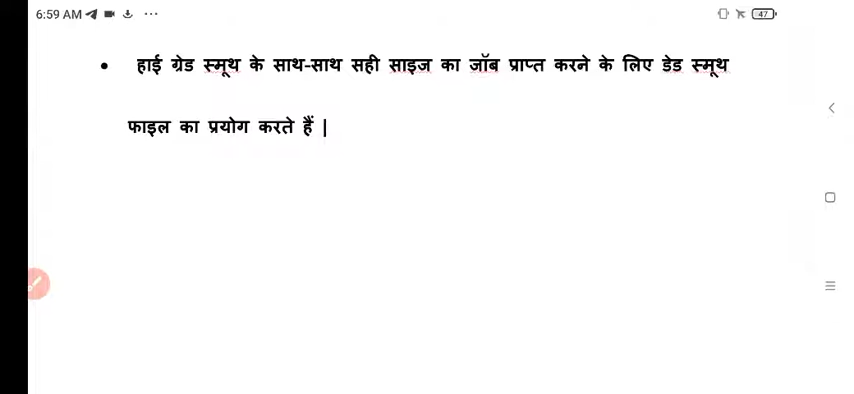 6:59 AM ... 47
• हाई ग्रेड स्मूथ के साथ-साथ सही साइज का जॉब प्राप्त करने के लिए डेड स्मूथ
फाइल का प्रयोग करते हैं |